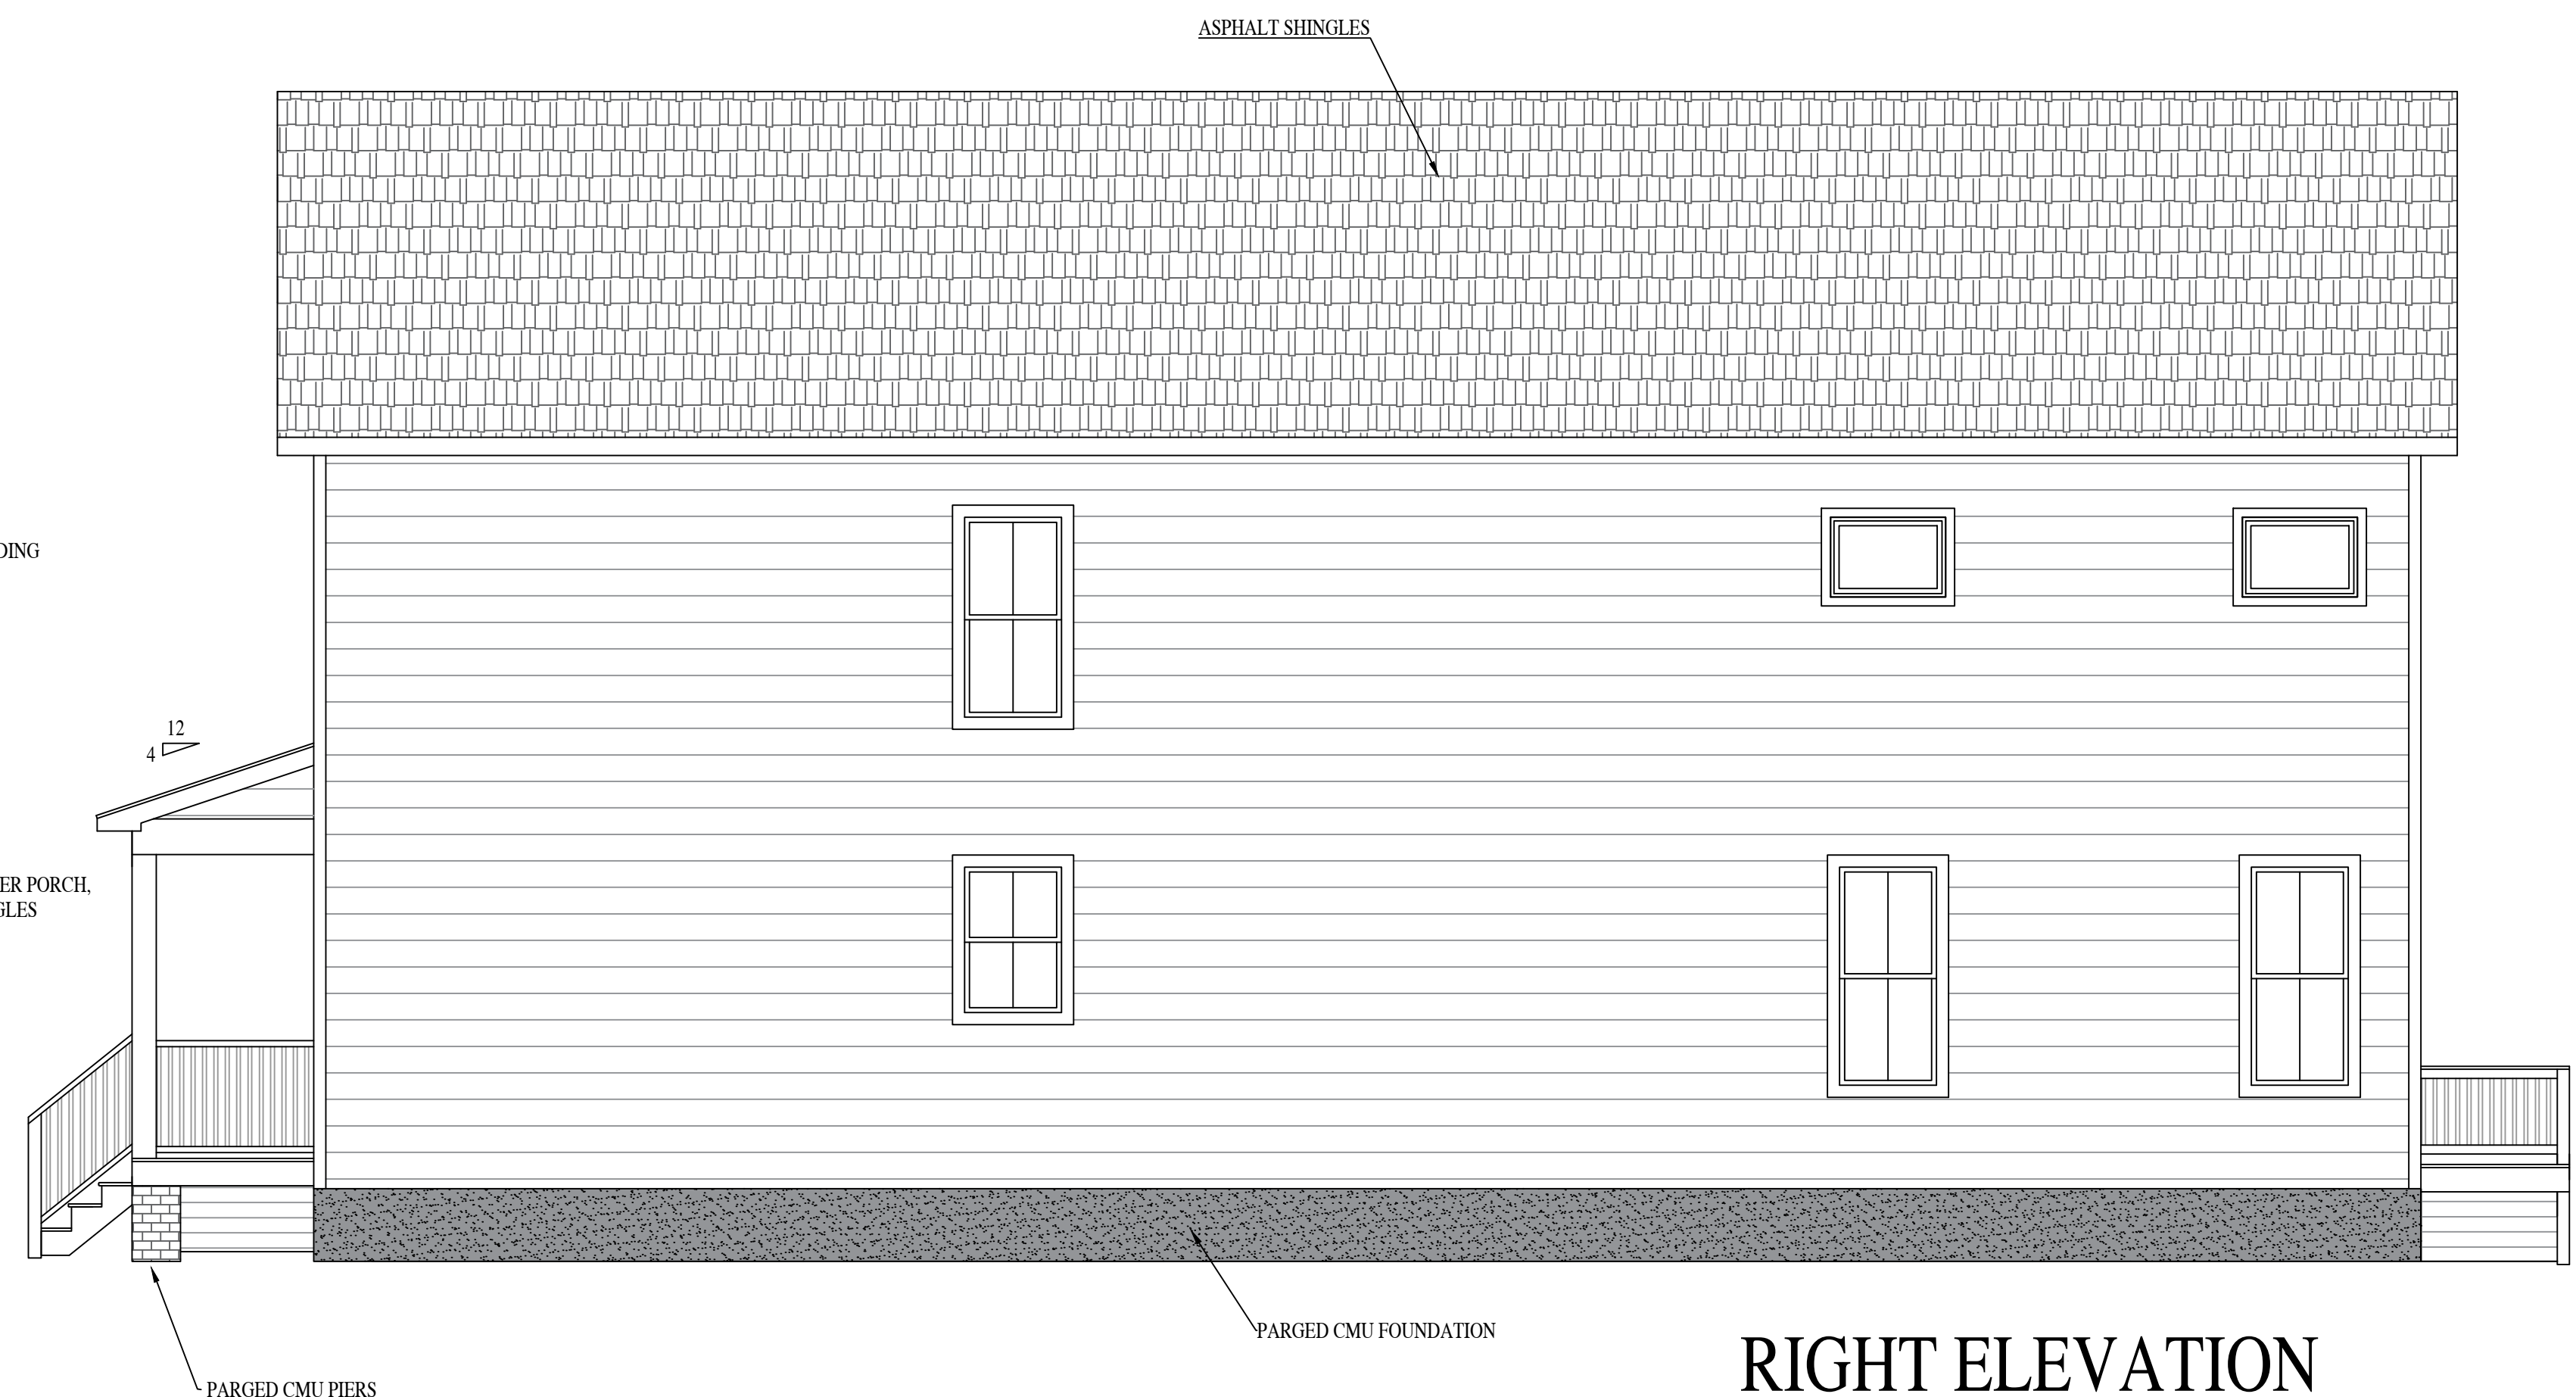 ASPHALT SHINGLES
DING
12
4
ER PORCH,
GLES
PARGED CMU FOUNDATION
RIGHT ELEVATION
PARGED CMU PIERS